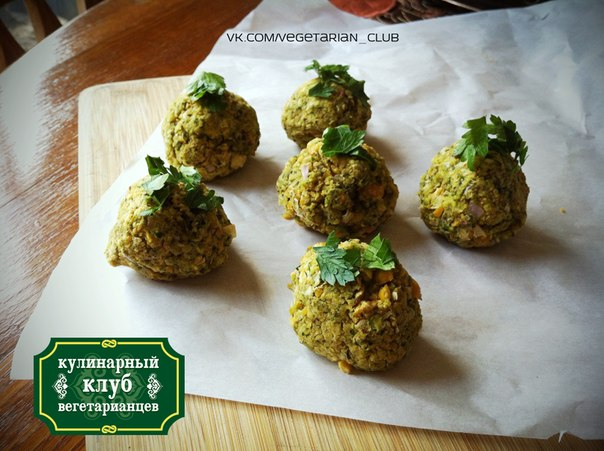 vk.com/vegetarian_club
кулинарный
клуб
вегетарианцев